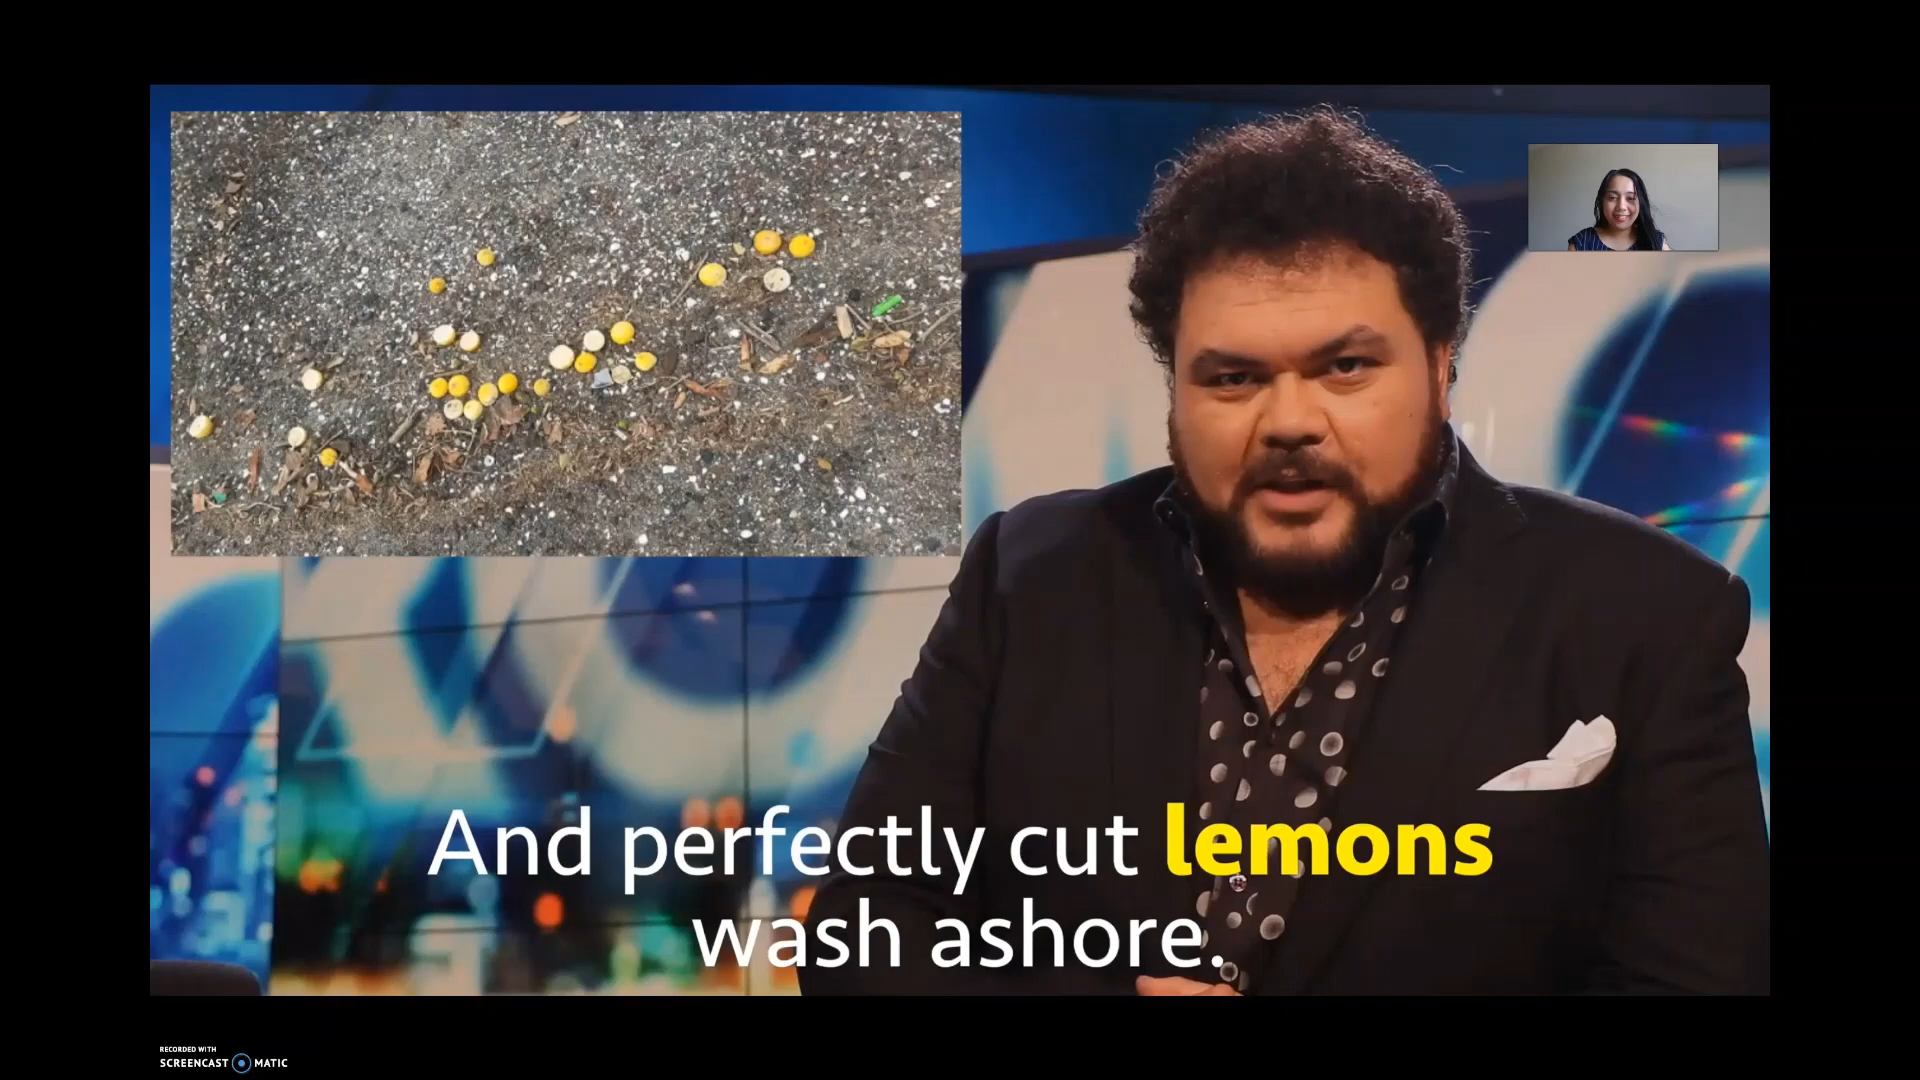 And perfectly cut lemons
wash ashore.
RECORDED WITH
SCREENCAST MATIC